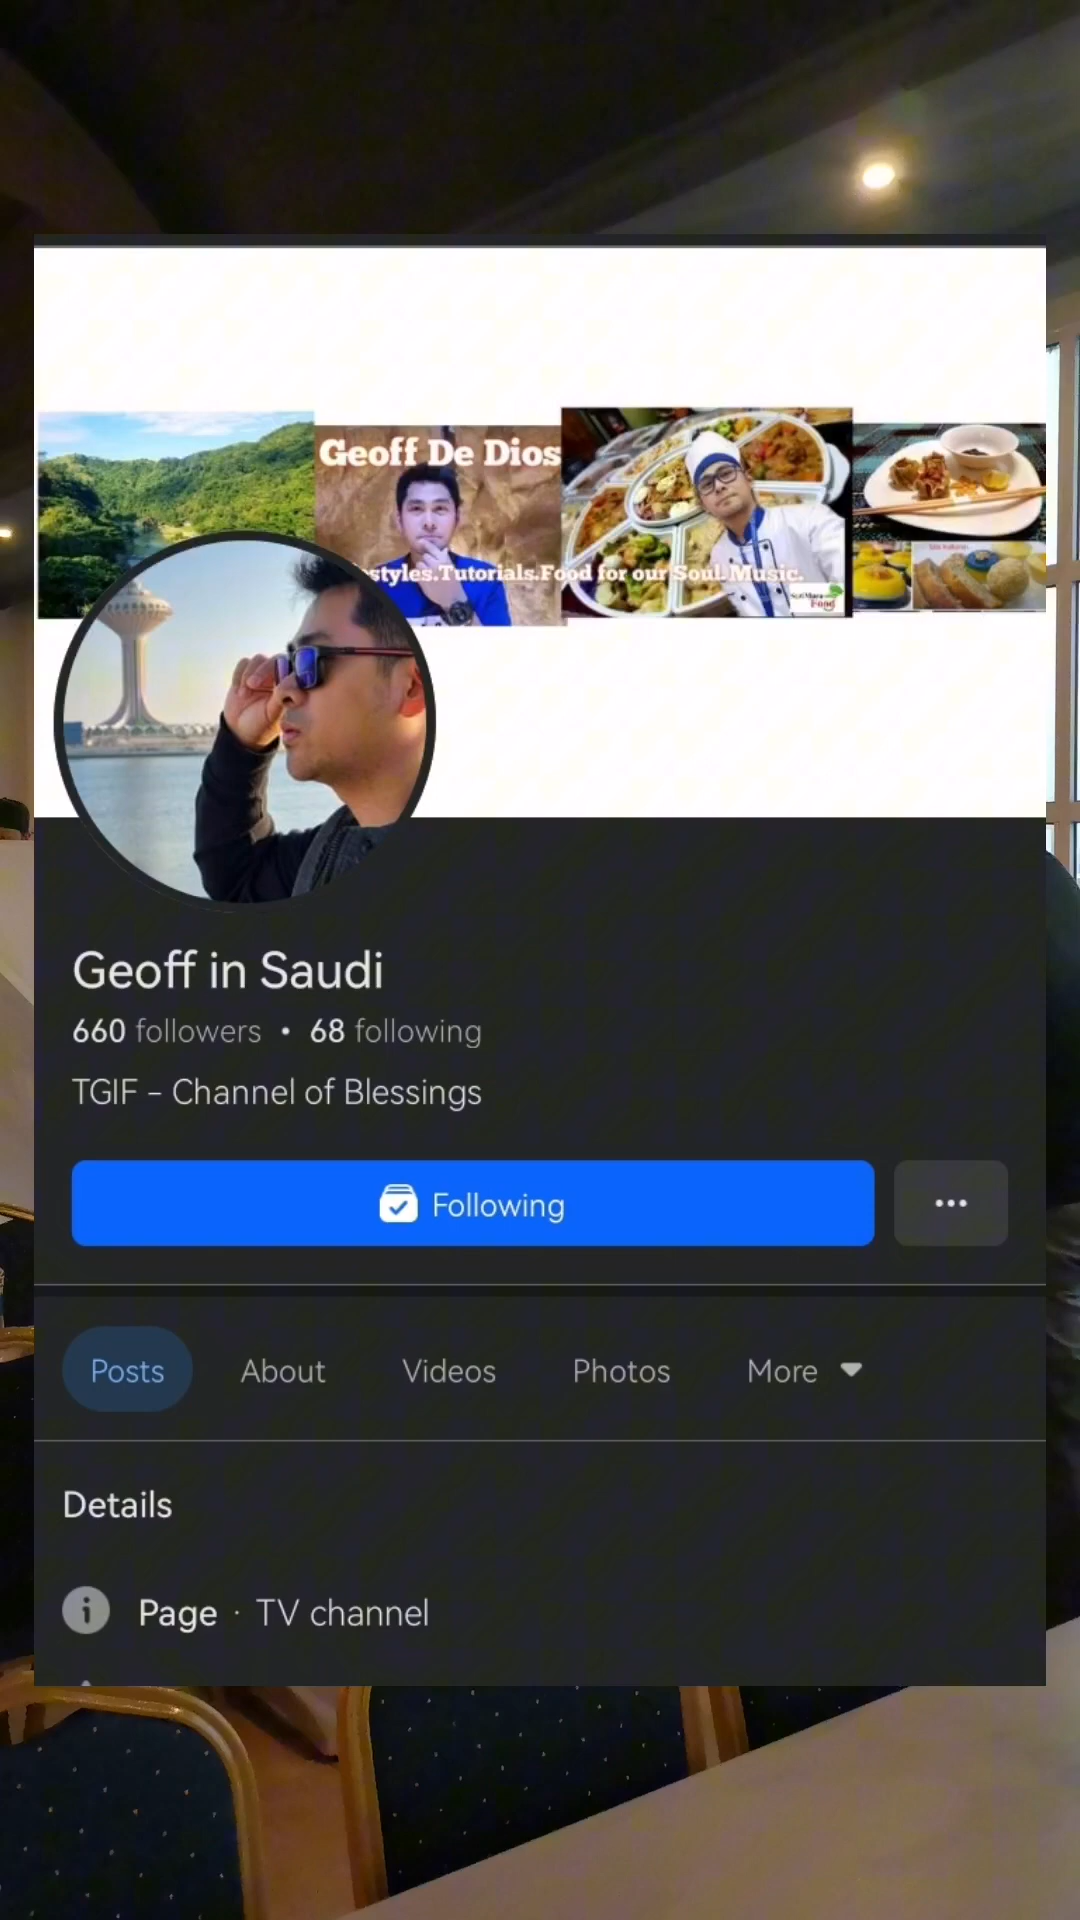 Geoff De Dios
styles.Tutorials.Food for our Soul. Music.
Food
Geoff in Saudi
660 followers • 68 following
TGIF – Channel of Blessings
Following
Posts
About
Videos
Photos
More
Details
Page · TV channel